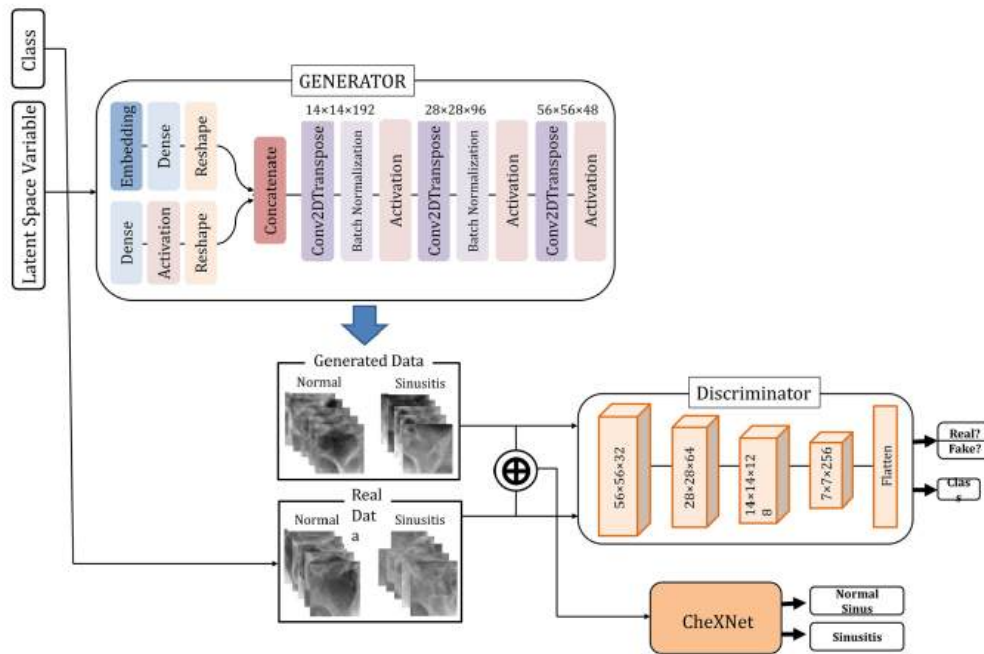 Class
Latent Space Variable
GENERATOR
14×14×192
28×28×96
56×56×48
Embedding
Dense
Reshape
Dense
Activation
Reshape
Concatenate
Conv2DTranspose
Batch Normalization
Activation
Conv2DTranspose
Batch Normalization
Activation
Conv2DTranspose
Activation
Generated Data
Normal
Sinusitis
Real
Dat
a
Normal
Sinusitis
Discriminator
56×56×32
28×28×64
14×14×12
8
7×7×256
Flatten
Real?
Fake?
Clas
s
CheXNet
Normal
Sinus
Sinusitis